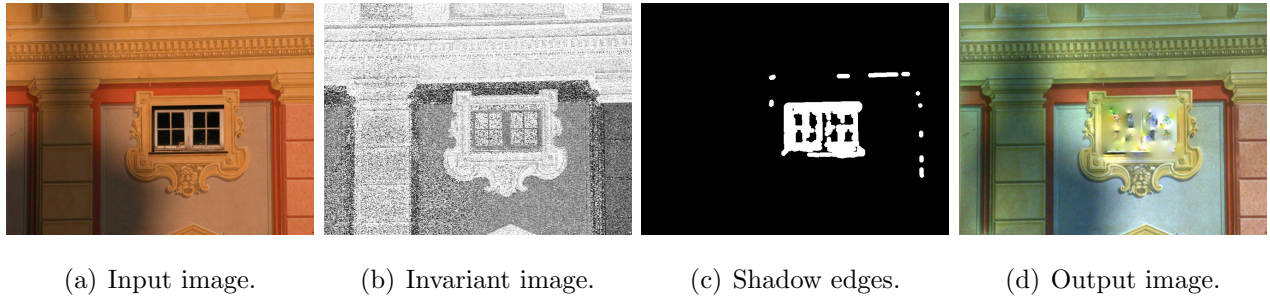 (a) Input image.
(b) Invariant image.
(c) Shadow edges.
(d) Output image.